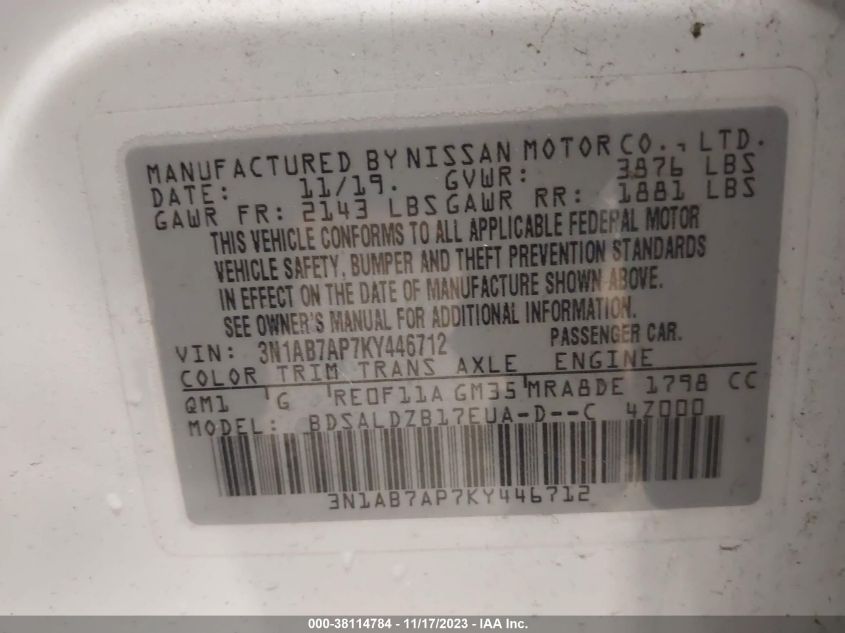 MANUFACTURED BY NISSAN MOTOR CO., LTD.
DATE: 11/19. GVWR: 3876 LBS
GAWR FR: 2143 LBS GAWR RR: 1881 LBS
THIS VEHICLE CONFORMS TO ALL APPLICABLE FEDERAL MOTOR
VEHICLE SAFETY, BUMPER AND THEFT PREVENTION STANDARDS
IN EFFECT ON THE DATE OF MANUFACTURE SHOWN ABOVE.
SEE OWNER'S MANUAL FOR ADDITIONAL INFORMATION.
VIN: 3N1AB7AP7KY446712 PASSENGER CAR.
COLOR TRIM TRANS AXLE ENGINE
QM1 G RE0F11A GM35 MRA8DE 1798 CC
MODEL: BDSALDZB17EUA-D--C 4Z000
3N1AB7AP7KY446712
000-38114784 - 11/17/2023 - IAA Inc.